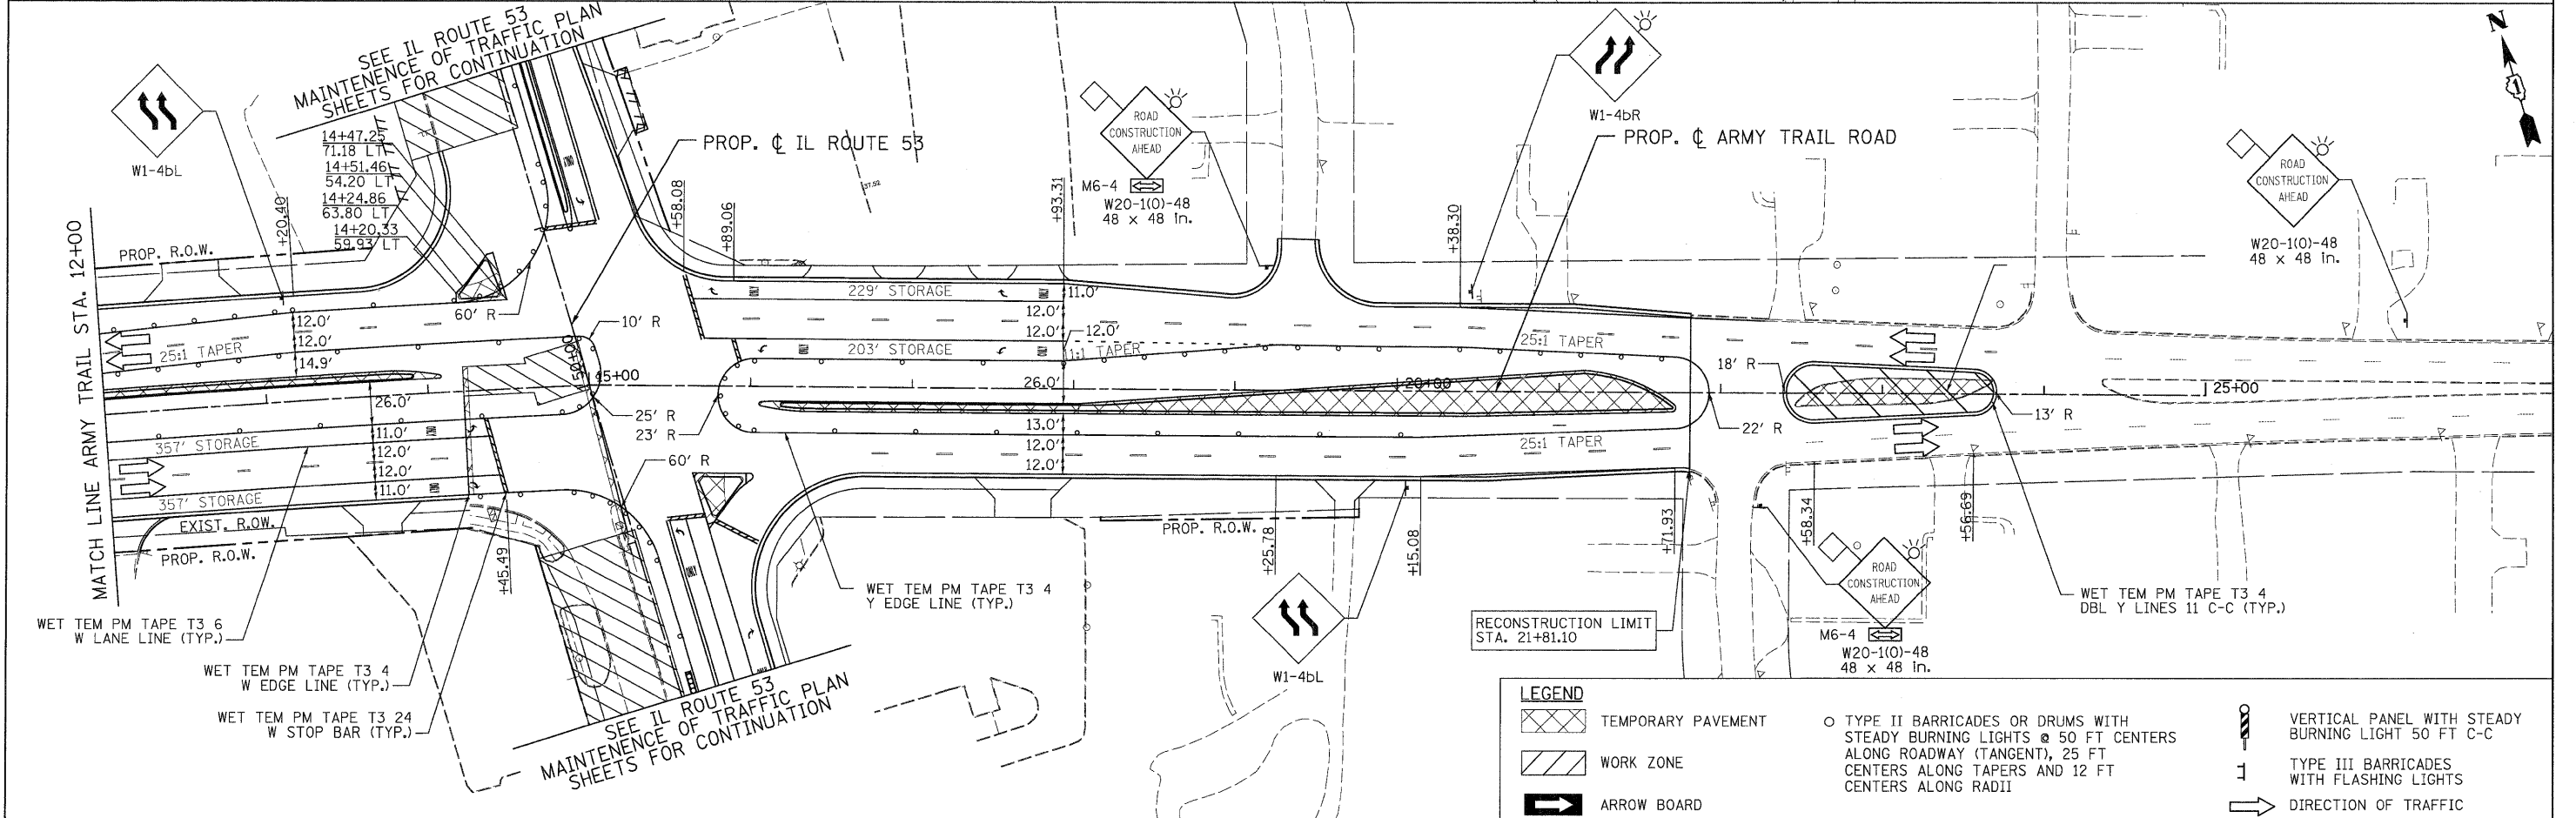 SEE IL ROUTE 53
MAINTENENCE OF TRAFFIC PLAN
SHEETS FOR CONTINUATION
N
1
W1-4bL
14+47.25
71.18 LT
14+51.46
54.20 LT
14+24.86
63.80 LT
14+20.33
59.93 LT
+20.40
PROP. R.O.W.
MATCH LINE ARMY TRAIL STA. 12+00
PROP. ℄ IL ROUTE 53
+58.08
+89.06
+93.31
37.92
ROAD
CONSTRUCTION
AHEAD
M6-4
W20-1(O)-48
48 x 48 in.
W1-4bR
PROP. ℄ ARMY TRAIL ROAD
+38.30
ROAD
CONSTRUCTION
AHEAD
W20-1(O)-48
48 x 48 in.
60' R
10' R
12.0'
12.0'
14.9'
25:1 TAPER
50+00
15+00
229' STORAGE
ONLY
ONLY
11.0'
12.0'
12.0'
12.0'
203' STORAGE
ONLY
ONLY
11:1 TAPER
25:1 TAPER
26.0'
20+00
18' R
25+00
26.0'
25' R
23' R
13.0'
12.0'
12.0'
22' R
13' R
357' STORAGE
11.0'
ONLY
12.0'
12.0'
11.0'
ONLY
357' STORAGE
25:1 TAPER
60' R
EXIST. R.O.W.
PROP. R.O.W.
PROP. R.O.W.
+45.49
+25.78
+15.08
+71.93
+58.34
+56.69
WET TEM PM TAPE T3 4
Y EDGE LINE (TYP.)
WET TEM PM TAPE T3 6
W LANE LINE (TYP.)
WET TEM PM TAPE T3 4
W EDGE LINE (TYP.)
WET TEM PM TAPE T3 24
W STOP BAR (TYP.)
W1-4bL
RECONSTRUCTION LIMIT
STA. 21+81.10
ROAD
CONSTRUCTION
AHEAD
M6-4
W20-1(O)-48
48 x 48 in.
WET TEM PM TAPE T3 4
DBL Y LINES 11 C-C (TYP.)
SEE IL ROUTE 53
MAINTENENCE OF TRAFFIC PLAN
SHEETS FOR CONTINUATION
LEGEND
TEMPORARY PAVEMENT
WORK ZONE
ARROW BOARD
TYPE II BARRICADES OR DRUMS WITH
STEADY BURNING LIGHTS @ 50 FT CENTERS
ALONG ROADWAY (TANGENT), 25 FT
CENTERS ALONG TAPERS AND 12 FT
CENTERS ALONG RADII
VERTICAL PANEL WITH STEADY
BURNING LIGHT 50 FT C-C
TYPE III BARRICADES
WITH FLASHING LIGHTS
DIRECTION OF TRAFFIC